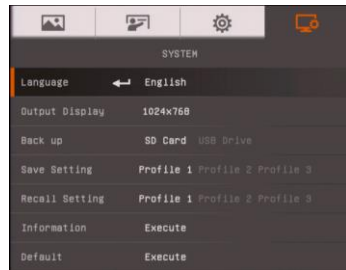 SYSTEM
Language English
Output Display 1024x768
Back up SD Card USB Drive
Save Setting Profile 1 Profile 2 Profile 3
Recall Setting Profile 1 Profile 2 Profile 3
Information Execute
Default Execute